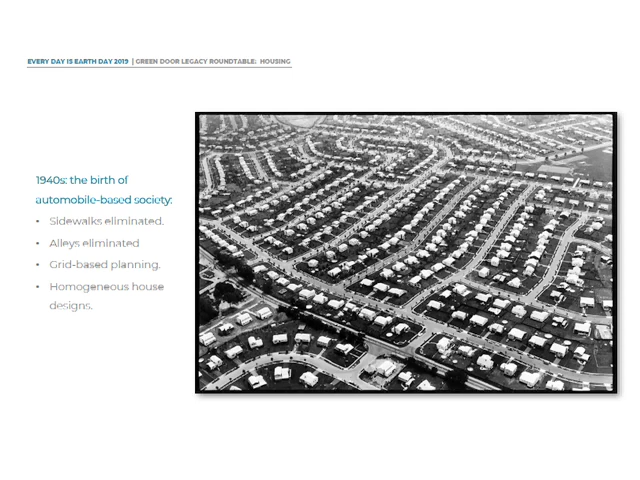 EVERY DAY IS EARTH DAY 2019 | GREEN DOOR LEGACY ROUNDTABLE: HOUSING
1940s: the birth of
automobile-based society:
• Sidewalks eliminated.
• Alleys eliminated
• Grid-based planning.
• Homogeneous house
designs.